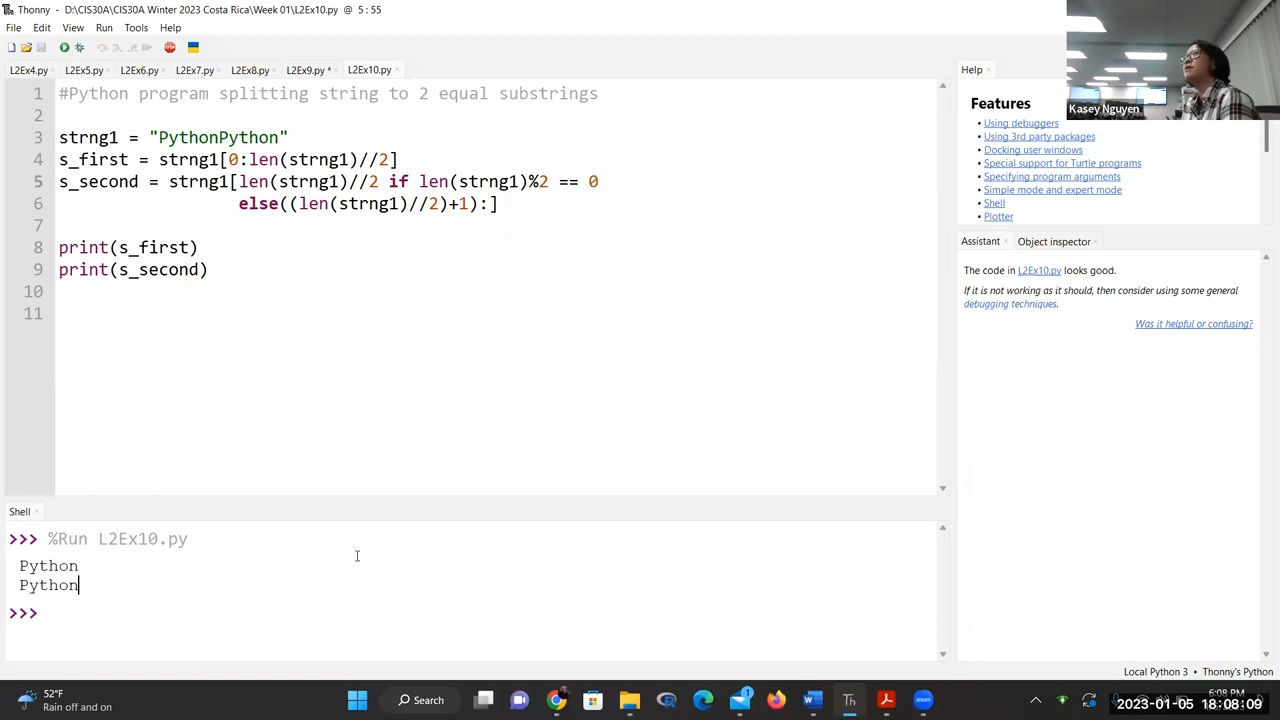 Thonny - D:\CIS30A\CIS30A Winter 2023 Costa Rica\Week 01\L2Ex10.py @ 5 : 55
File Edit View Run Tools Help
L2Ex4.py L2Ex5.py L2Ex6.py L2Ex7.py L2Ex8.py L2Ex9.py * L2Ex10.py
1 #Python program splitting string to 2 equal substrings
2
3 strng1 = "PythonPython"
4 s_first = strng1[0:len(strng1)//2]
5 s_second = strng1[len(strng1)//2 if len(strng1)%2 == 0
6 else((len(strng1)//2)+1):]
7
8 print(s_first)
9 print(s_second)
10
11
Shell
>>> %Run L2Ex10.py
Python
Python
>>>
Kasey Nguyen
Help
Features
• Using debuggers
• Using 3rd party packages
• Docking user windows
• Special support for Turtle programs
• Specifying program arguments
• Simple mode and expert mode
• Shell
• Plotter
Assistant Object inspector
The code in L2Ex10.py looks good.
If it is not working as it should, then consider using some general
debugging techniques.
Was it helpful or confusing?
Local Python 3 • Thonny's Python
52°F
Rain off and on
Search
1
Th
6:08 PM
2023-01-05 18:08:09